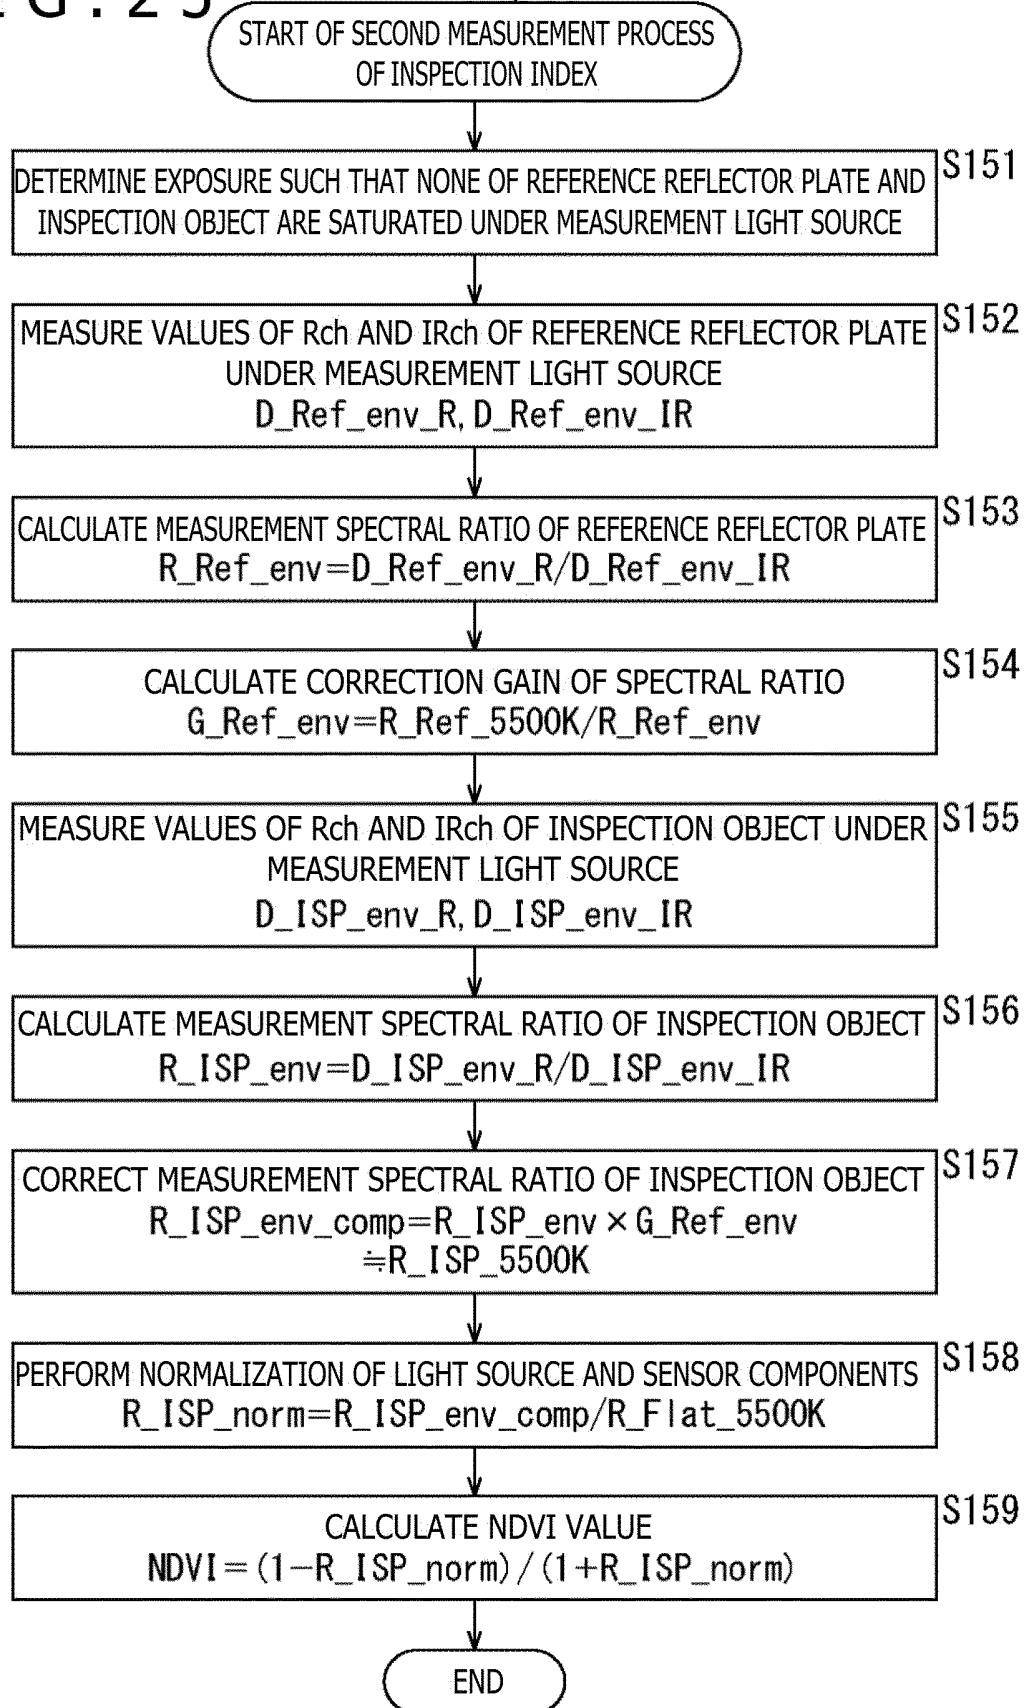 G.25
START OF SECOND MEASUREMENT PROCESS
OF INSPECTION INDEX
S151
DETERMINE EXPOSURE SUCH THAT NONE OF REFERENCE REFLECTOR PLATE AND
INSPECTION OBJECT ARE SATURATED UNDER MEASUREMENT LIGHT SOURCE
S152
MEASURE VALUES OF Rch AND IRch OF REFERENCE REFLECTOR PLATE
UNDER MEASUREMENT LIGHT SOURCE
D_Ref_env_R, D_Ref_env_IR
S153
CALCULATE MEASUREMENT SPECTRAL RATIO OF REFERENCE REFLECTOR PLATE
R_Ref_env=D_Ref_env_R/D_Ref_env_IR
S154
CALCULATE CORRECTION GAIN OF SPECTRAL RATIO
G_Ref_env=R_Ref_5500K/R_Ref_env
S155
MEASURE VALUES OF Rch AND IRch OF INSPECTION OBJECT UNDER
MEASUREMENT LIGHT SOURCE
D_ISP_env_R, D_ISP_env_IR
S156
CALCULATE MEASUREMENT SPECTRAL RATIO OF INSPECTION OBJECT
R_ISP_env=D_ISP_env_R/D_ISP_env_IR
S157
CORRECT MEASUREMENT SPECTRAL RATIO OF INSPECTION OBJECT
R_ISP_env_comp=R_ISP_env×G_Ref_env
≒R_ISP_5500K
S158
PERFORM NORMALIZATION OF LIGHT SOURCE AND SENSOR COMPONENTS
R_ISP_norm=R_ISP_env_comp/R_Flat_5500K
S159
CALCULATE NDVI VALUE
NDVI=(1−R_ISP_norm)/(1+R_ISP_norm)
END